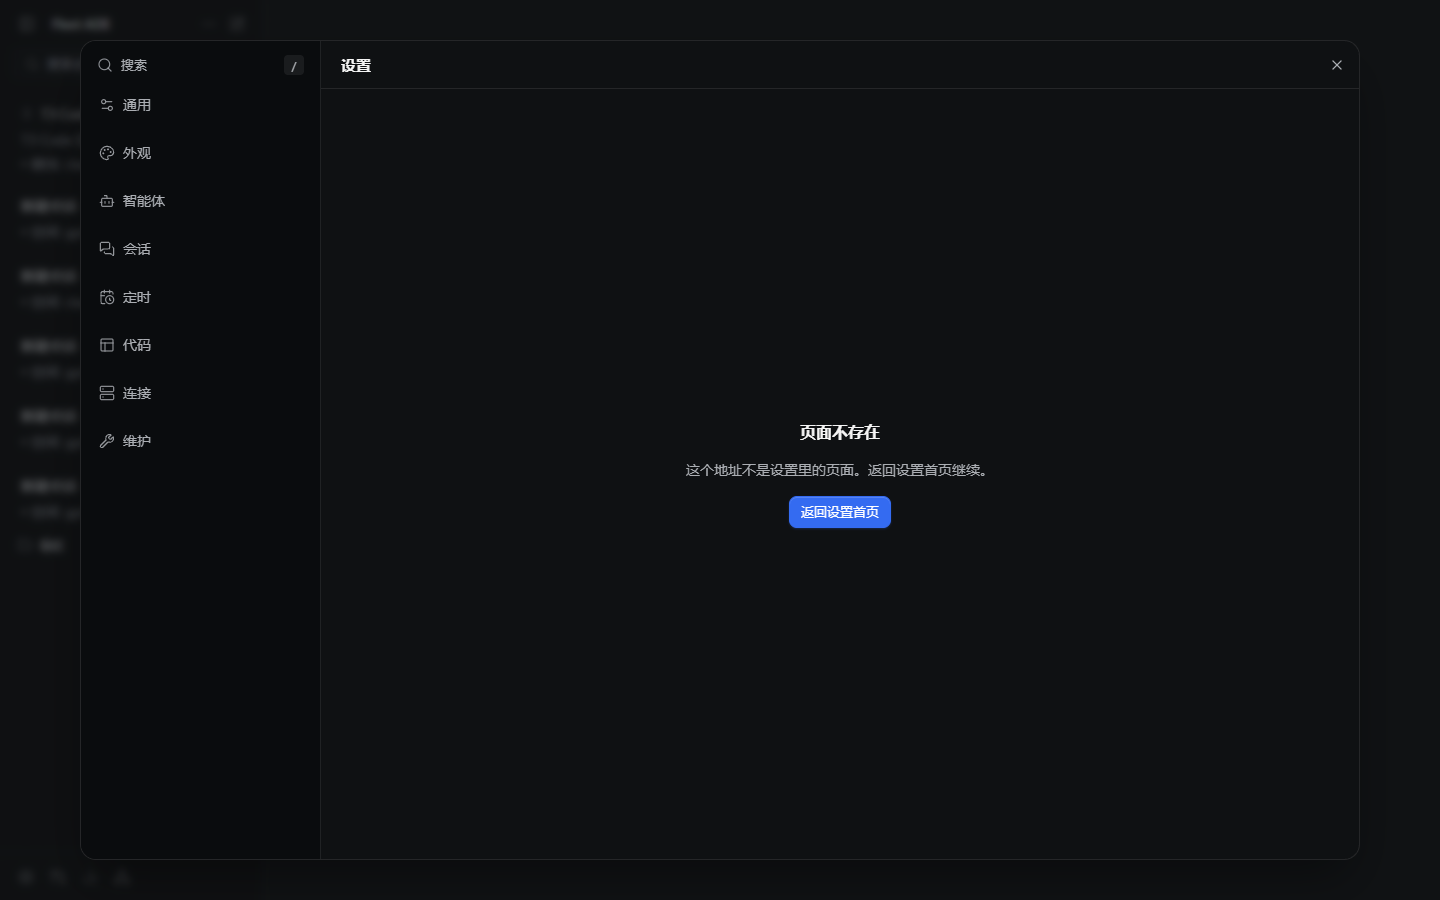 搜索
/
设置
通用
外观
智能体
会话
定时
代码
连接
维护
页面不存在
这个地址不是设置里的页面。返回设置首页继续。
返回设置首页